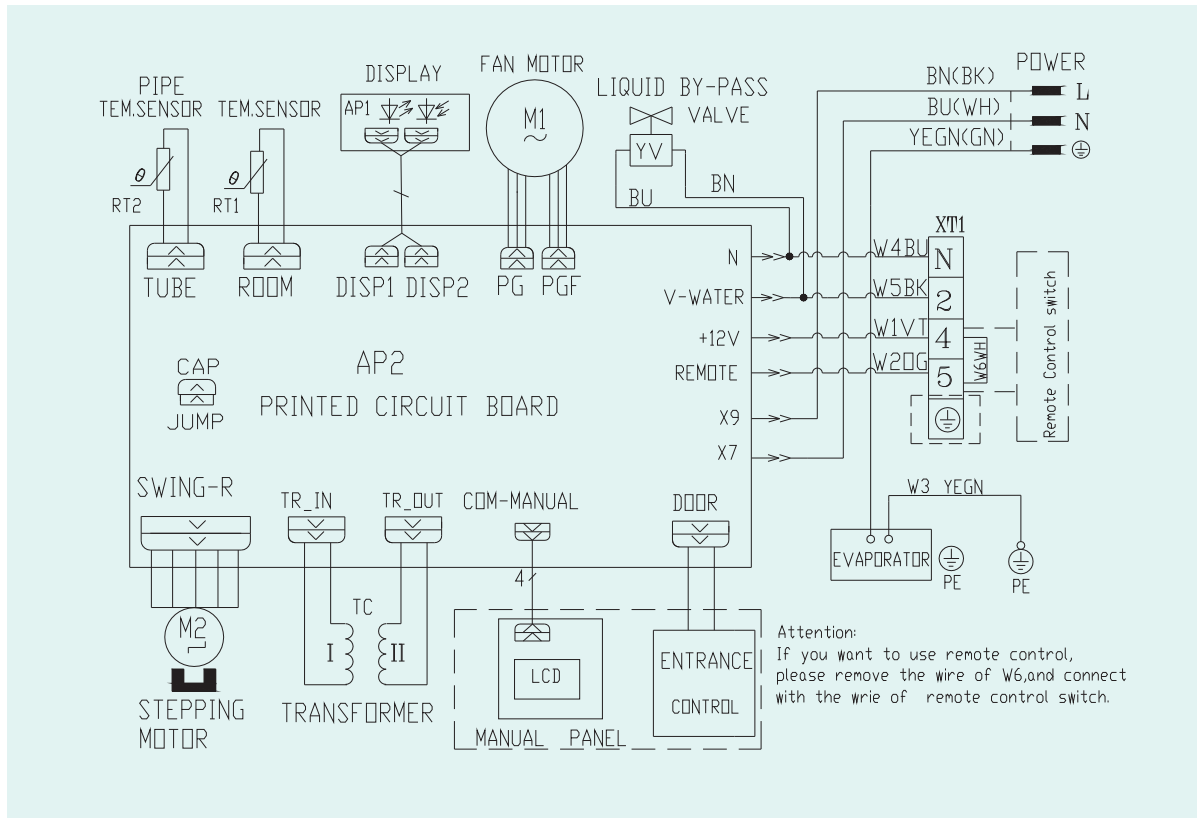 PIPE
TEM.SENSOR
TEM.SENSOR
DISPLAY
AP1
FAN MOTOR
M1
~
LIQUID BY-PASS
VALVE
YV
BU
BN
POWER
BN(BK)
L
BU(WH)
N
YEGN(GN)
θ
RT2
θ
RT1
TUBE
ROOM
DISP1
DISP2
PG
PGF
N
V-WATER
+12V
REMOTE
X9
X7
W4BU
W5BK
W1VT
W2OG
XT1
N
2
4
5
W6WH
Remote Control switch
CAP
JUMP
AP2
PRINTED CIRCUIT BOARD
SWING-R
TR_IN
TR_OUT
COM-MANUAL
DOOR
W3 YEGN
EVAPORATOR
PE
PE
4
M2
STEPPING
MOTOR
TC
I
II
TRANSFORMER
LCD
MANUAL PANEL
ENTRANCE
CONTROL
Attention:
If you want to use remote control,
please remove the wire of W6,and connect
with the wrie of remote control switch.